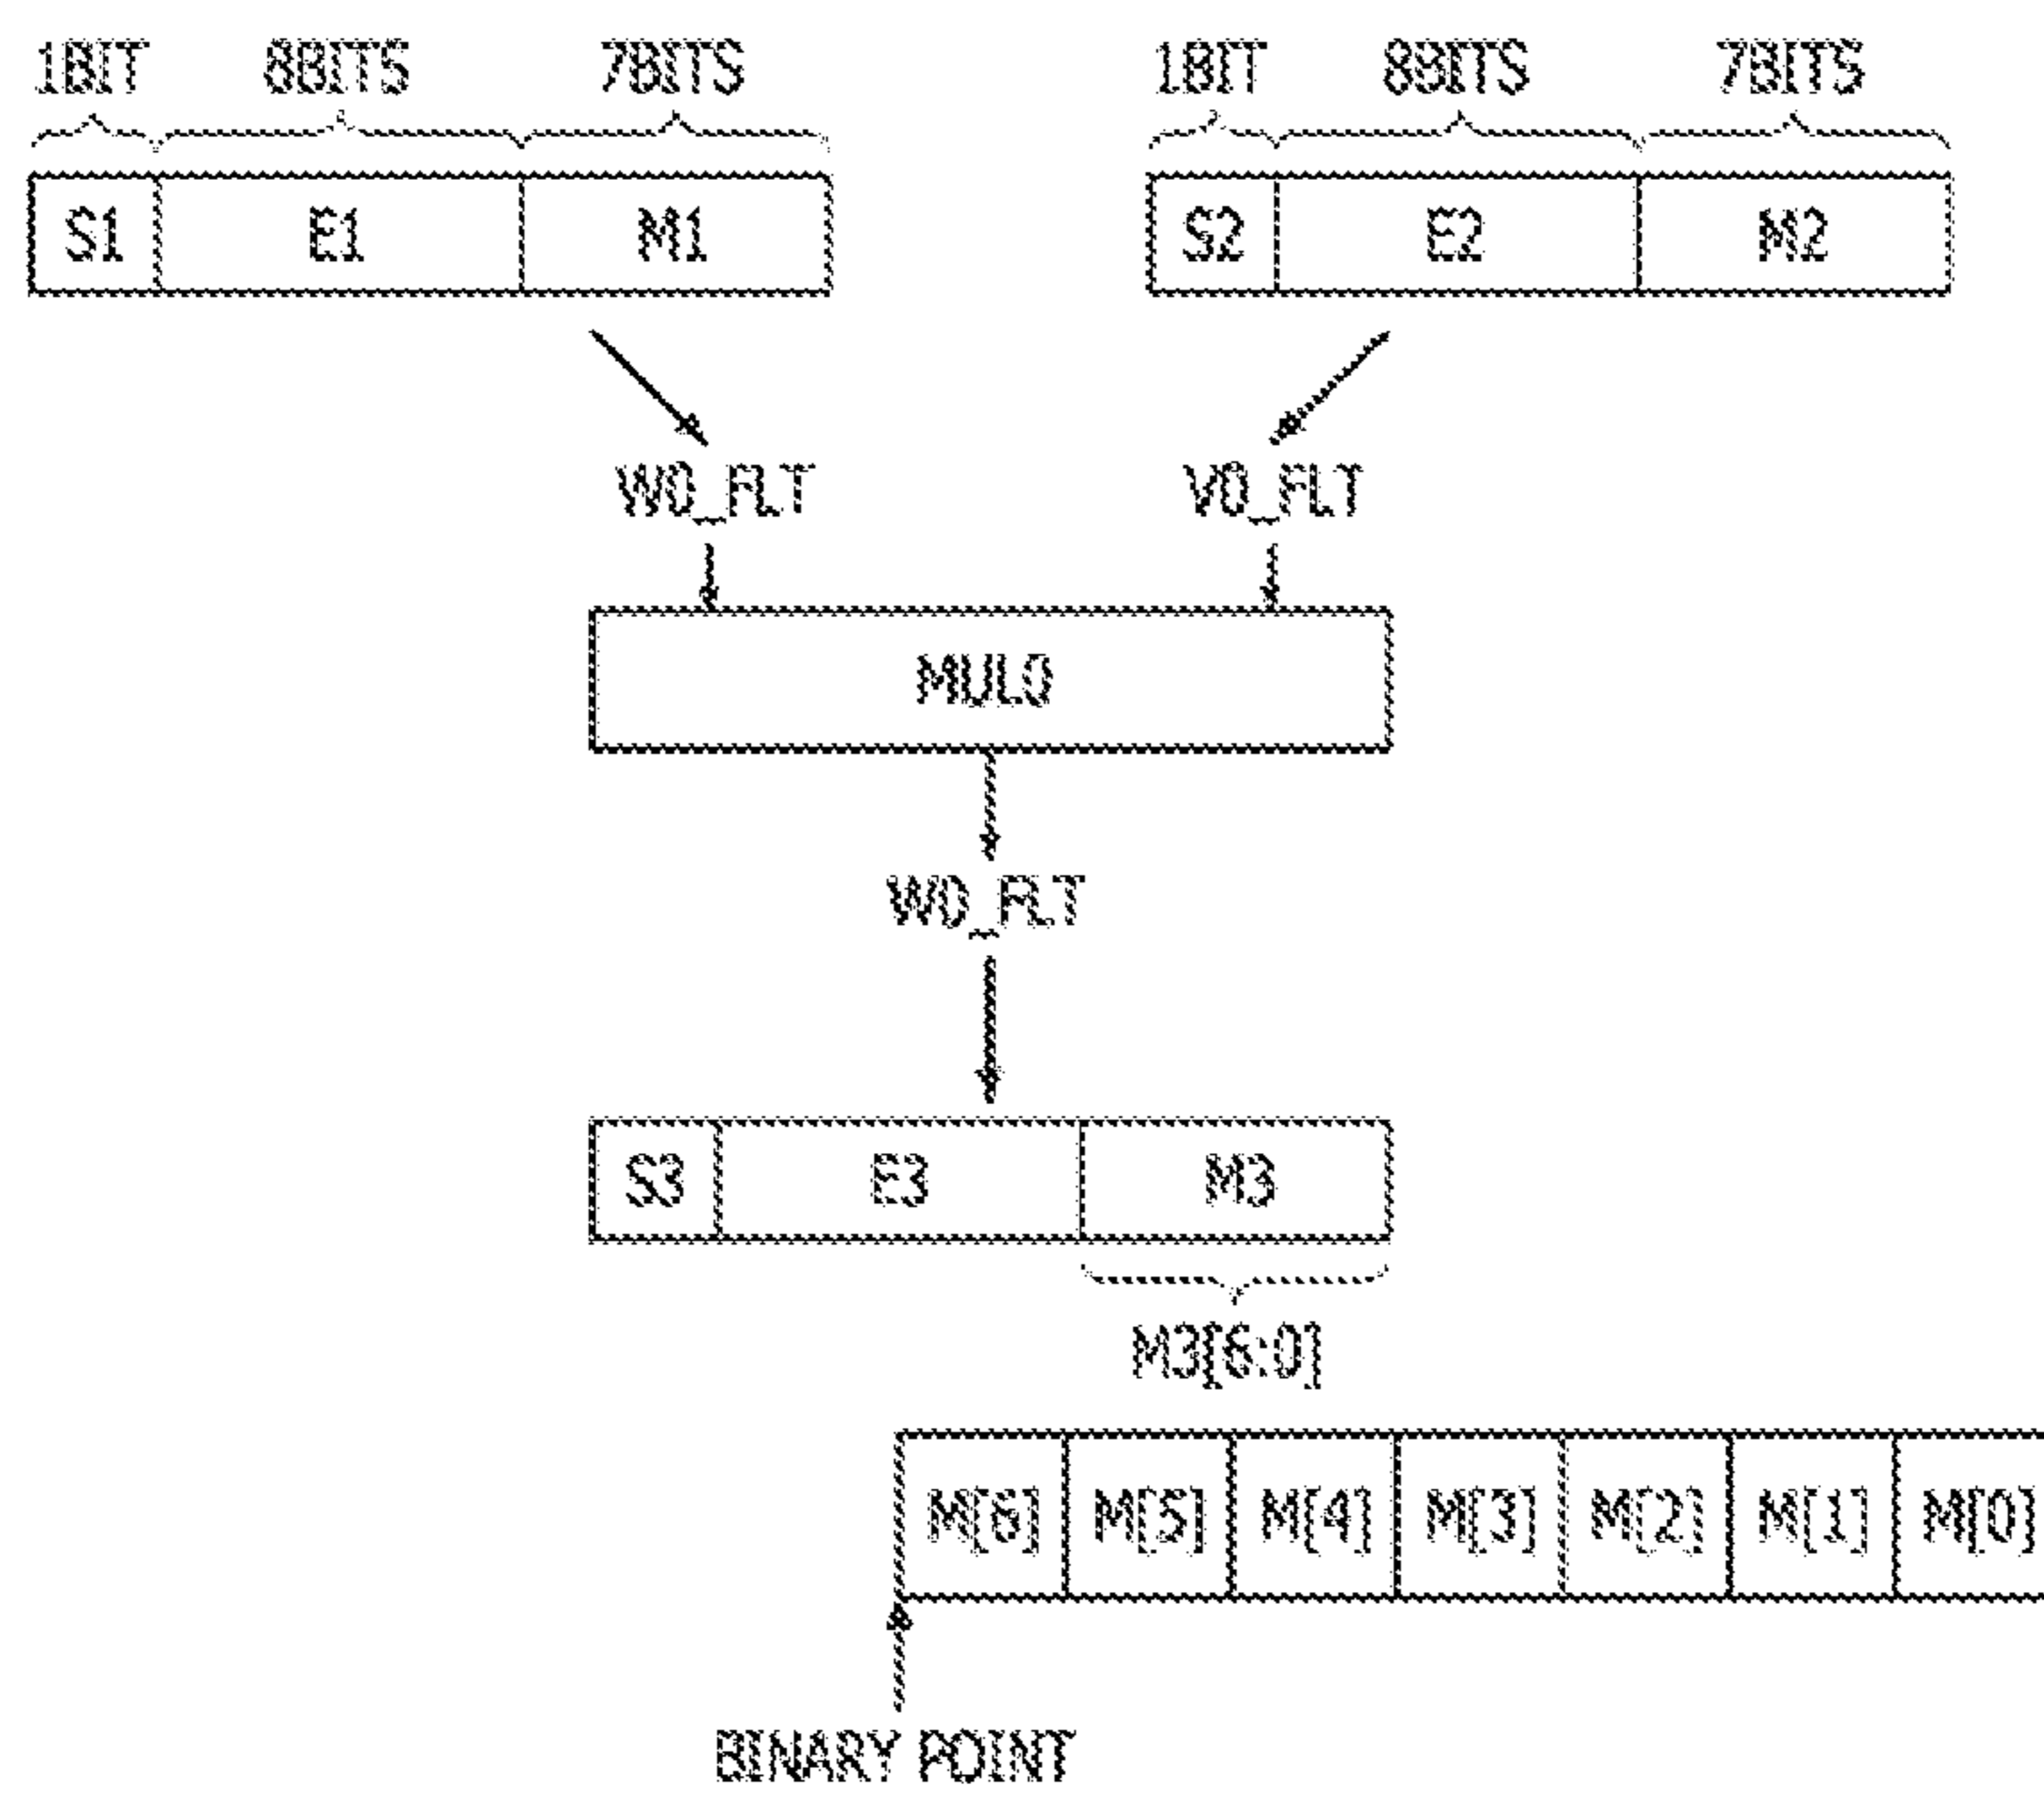 1BIT 8BITS 7BITS 1BIT 8BITS 7BITS
S1 E1 M1 S2 E2 M2
W0_FLT V0_FLT
MUL0
WD_FLT
S3 E3 M3
M3[6:0]
M[6] M[5] M[4] M[3] M[2] M[1] M[0]
BINARY POINT